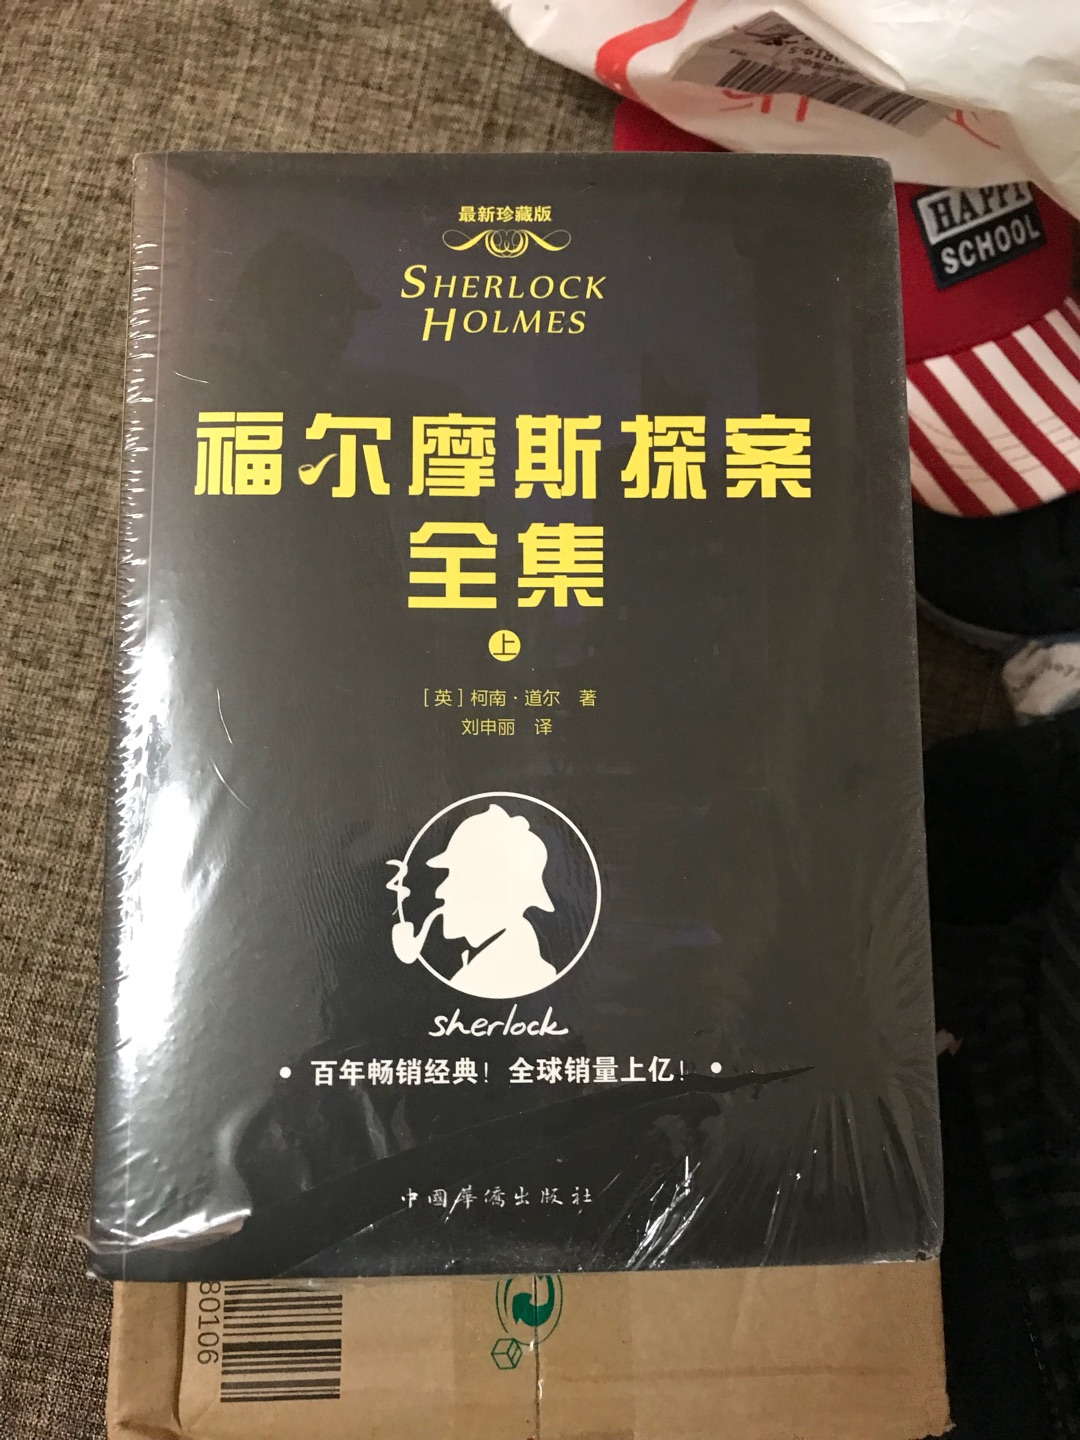 HAPPY
SCHOOL
最新珍藏版
SHERLOCK
HOLMES
福尔摩斯探案
全集
上
[英]柯南·道尔 著
刘申丽 译
sherlock
• 百年畅销经典! 全球销量上亿! •
中国华侨出版社
80106